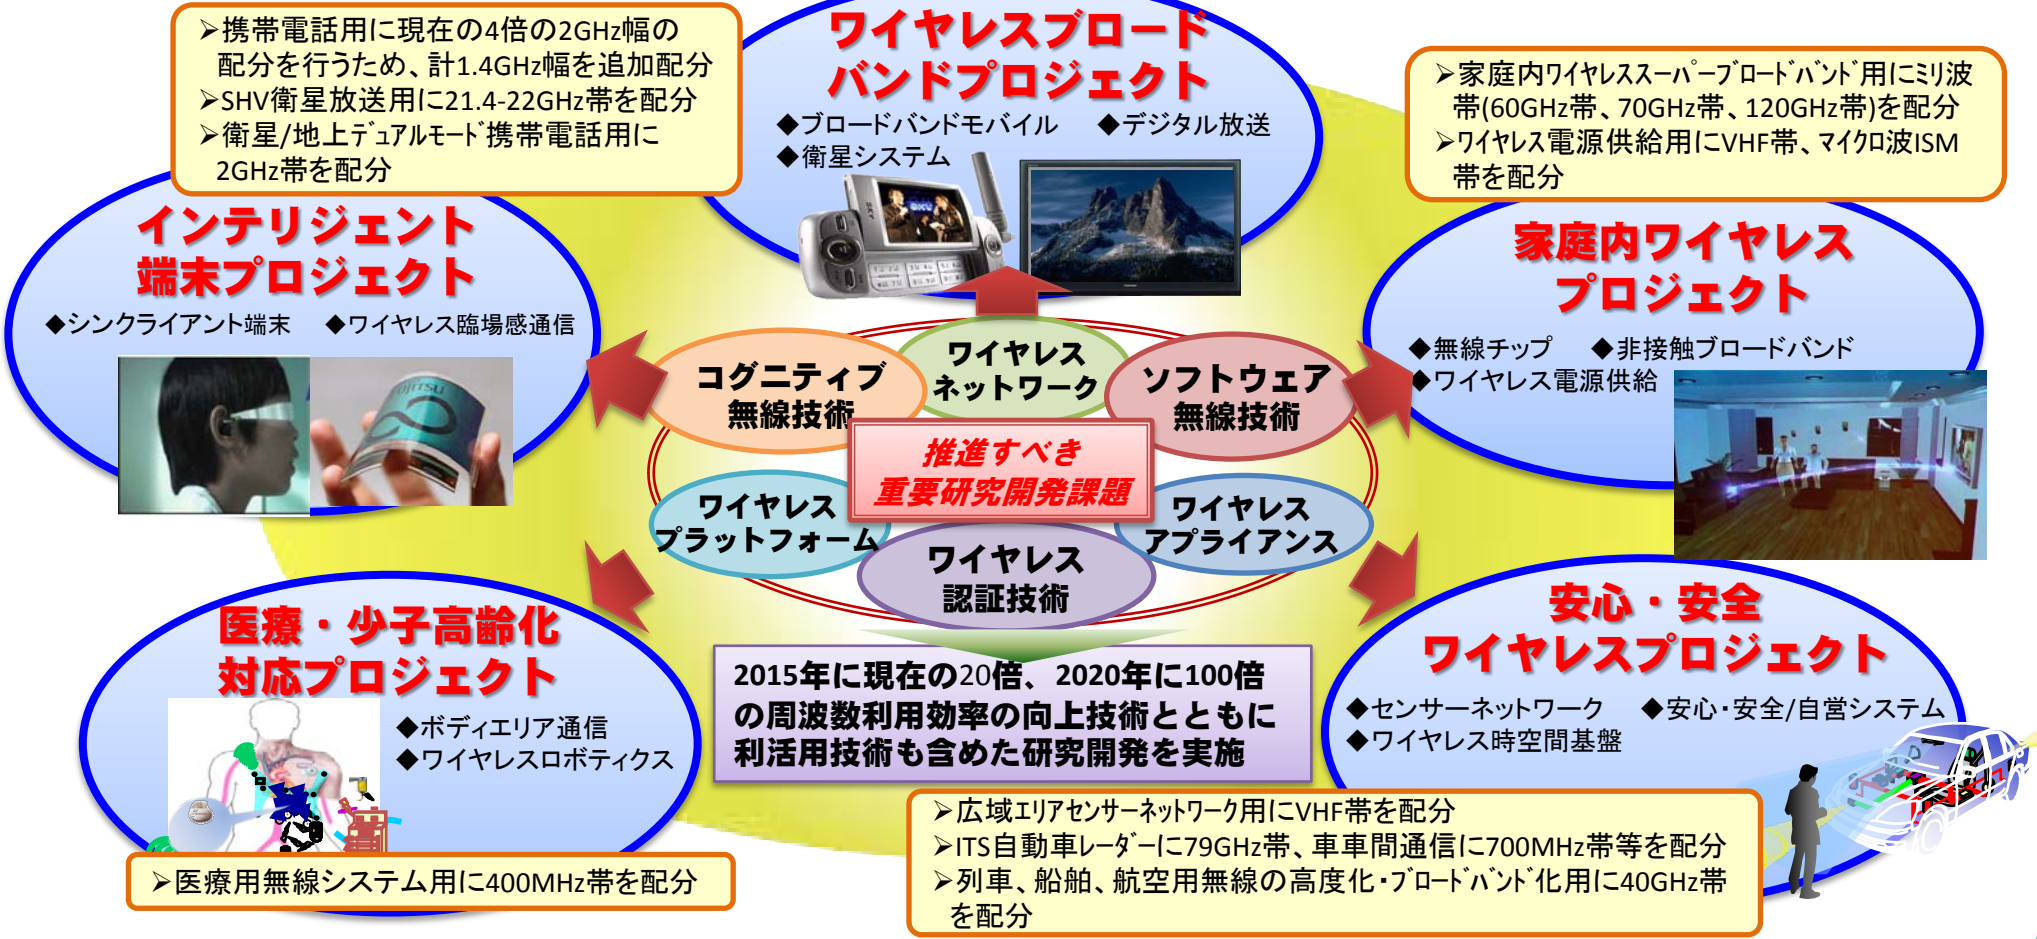 ➢携帯電話用に現在の4倍の2GHz幅の
配分を行うため、計1.4GHz幅を追加配分
➢SHV衛星放送用に21.4-22GHz帯を配分
➢衛星/地上ﾃﾞｭｱﾙﾓｰﾄﾞ携帯電話用に
2GHz帯を配分
ワイヤレスブロード
バンドプロジェクト
◆ブロードバンドモバイル ◆デジタル放送
◆衛星システム
➢家庭内ﾜｲﾔﾚｽｽｰﾊﾟｰﾌﾞﾛｰﾄﾞﾊﾞﾝﾄﾞ用にﾐﾘ波
帯(60GHz帯、70GHz帯、120GHz帯)を配分
➢ﾜｲﾔﾚｽ電源供給用にVHF帯、ﾏｲｸﾛ波ISM
帯を配分
インテリジェント
端末プロジェクト
◆シンクライアント端末 ◆ワイヤレス臨場感通信
FUJITSU
家庭内ワイヤレス
プロジェクト
◆無線チップ ◆非接触ブロードバンド
◆ワイヤレス電源供給
コグニティブ
無線技術
ワイヤレス
ネットワーク
ソフトウェア
無線技術
推進すべき
重要研究開発課題
ワイヤレス
プラットフォーム
ワイヤレス
認証技術
ワイヤレス
アプライアンス
2015年に現在の20倍、2020年に100倍
の周波数利用効率の向上技術とともに
利活用技術も含めた研究開発を実施
医療・少子高齢化
対応プロジェクト
◆ボディエリア通信
◆ワイヤレスロボティクス
➢医療用無線システム用に400MHz帯を配分
安心・安全
ワイヤレスプロジェクト
◆センサーネットワーク ◆安心・安全/自営システム
◆ワイヤレス時空間基盤
➢広域ｴﾘｱｾﾝｻｰﾈｯﾄﾜｰｸ用にVHF帯を配分
➢ITS自動車ﾚｰﾀﾞｰに79GHz帯、車車間通信に700MHz帯等を配分
➢列車、船舶、航空用無線の高度化・ﾌﾞﾛｰﾄﾞﾊﾞﾝﾄﾞ化用に40GHz帯
を配分